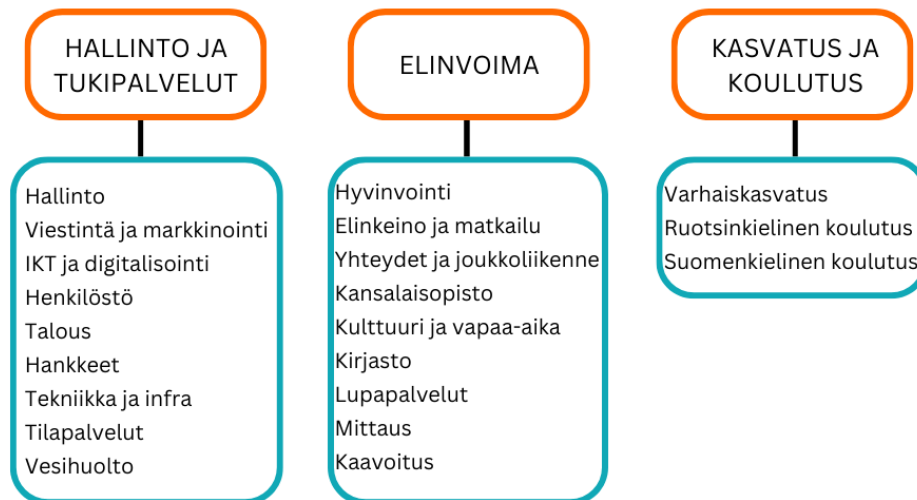 HALLINTO JA
TUKIPALVELUT
Hallinto
Viestintä ja markkinointi
IKT ja digitalisointi
Henkilöstö
Talous
Hankkeet
Tekniikka ja infra
Tilapalvelut
Vesihuolto
ELINVOIMA
Hyvinvointi
Elinkeino ja matkailu
Yhteydet ja joukkoliikenne
Kansalaisopisto
Kulttuuri ja vapaa-aika
Kirjasto
Lupapalvelut
Mittaus
Kaavoitus
KASVATUS JA
KOULUTUS
Varhaiskasvatus
Ruotsinkielinen koulutus
Suomenkielinen koulutus